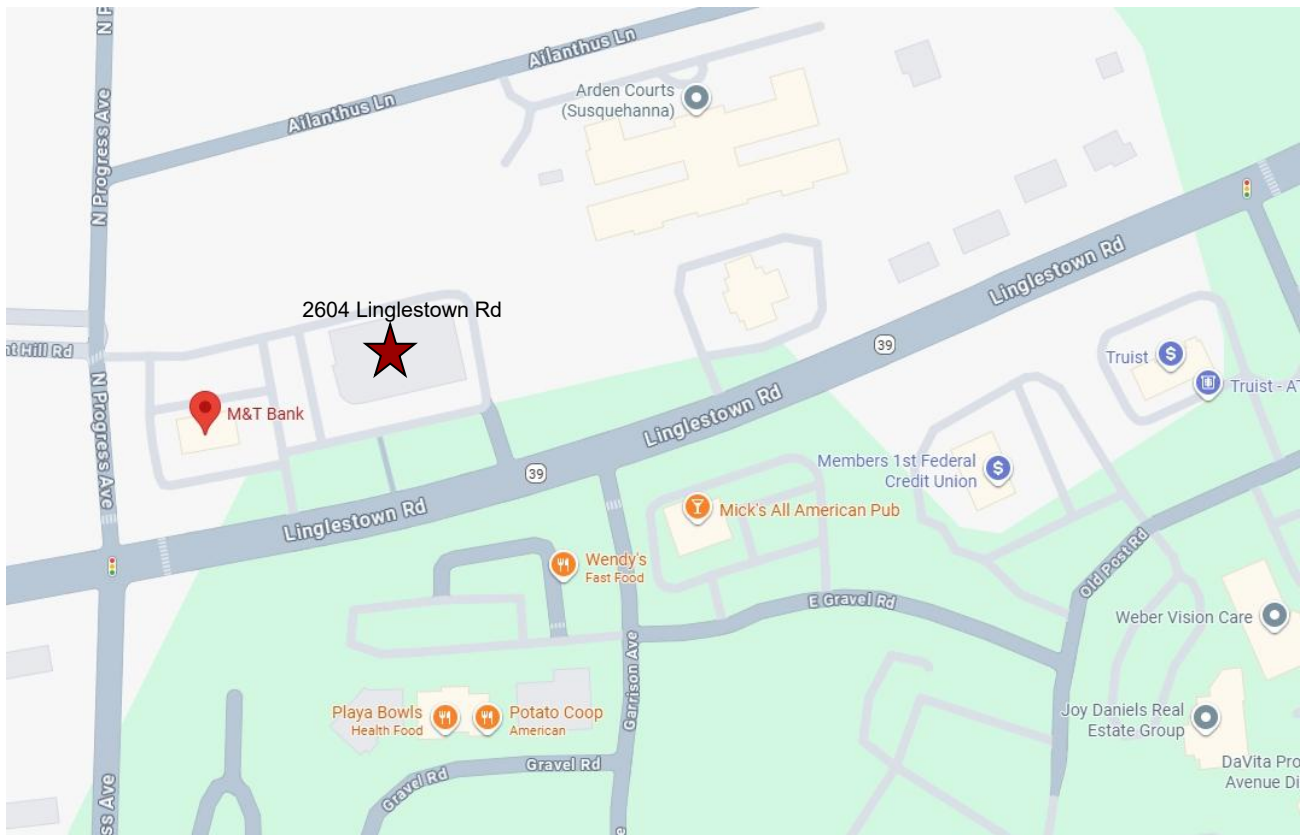 N P
Ailanthus Ln
Arden Courts
(Susquehanna)
Ailanthus Ln
N Progress Ave
Linglestown Rd
2604 Linglestown Rd
39
nt Hill Rd
Truist
$
Truist - AT
N Progress Ave
M&T Bank
Linglestown Rd
Members 1st Federal
Credit Union
$
39
Linglestown Rd
Mick's All American Pub
Wendy's
Fast Food
Old Post Rd
E Gravel Rd
Weber Vision Care
Garrison Ave
Playa Bowls
Health Food
Potato Coop
American
Joy Daniels Real
Estate Group
Gravel Rd
Gravel Rd
DaVita Pro
Avenue Di
ss Ave
e